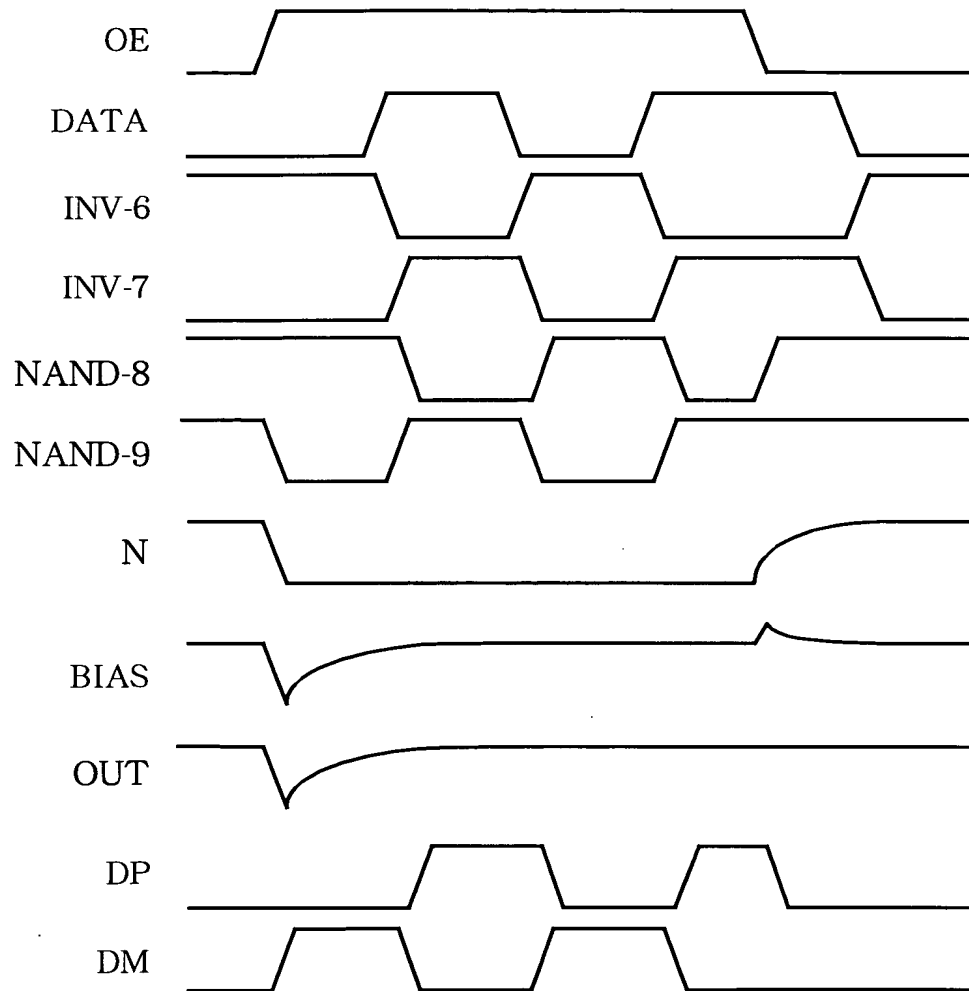 OE
DATA
INV-6
INV-7
NAND-8
NAND-9
N
BIAS
OUT
DP
DM